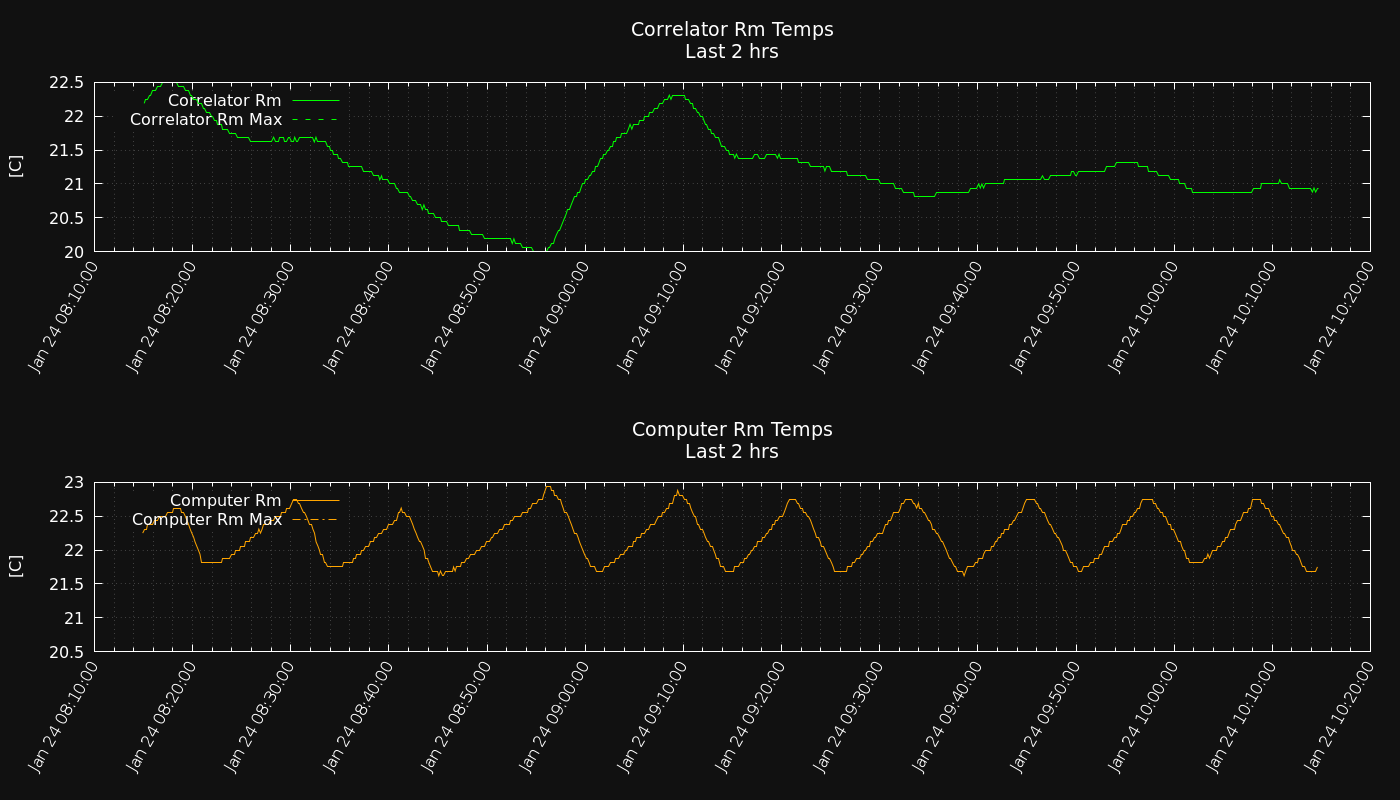 Correlator Rm Temps
Last 2 hrs
[C]
22.5
22
21.5
21
20.5
20
Correlator Rm
Correlator Rm Max
Jan 24 08:10:00
Jan 24 08:20:00
Jan 24 08:30:00
Jan 24 08:40:00
Jan 24 08:50:00
Jan 24 09:00:00
Jan 24 09:10:00
Jan 24 09:20:00
Jan 24 09:30:00
Jan 24 09:40:00
Jan 24 09:50:00
Jan 24 10:00:00
Jan 24 10:10:00
Jan 24 10:20:00
Computer Rm Temps
Last 2 hrs
[C]
23
22.5
22
21.5
21
20.5
Computer Rm
Computer Rm Max
Jan 24 08:10:00
Jan 24 08:20:00
Jan 24 08:30:00
Jan 24 08:40:00
Jan 24 08:50:00
Jan 24 09:00:00
Jan 24 09:10:00
Jan 24 09:20:00
Jan 24 09:30:00
Jan 24 09:40:00
Jan 24 09:50:00
Jan 24 10:00:00
Jan 24 10:10:00
Jan 24 10:20:00